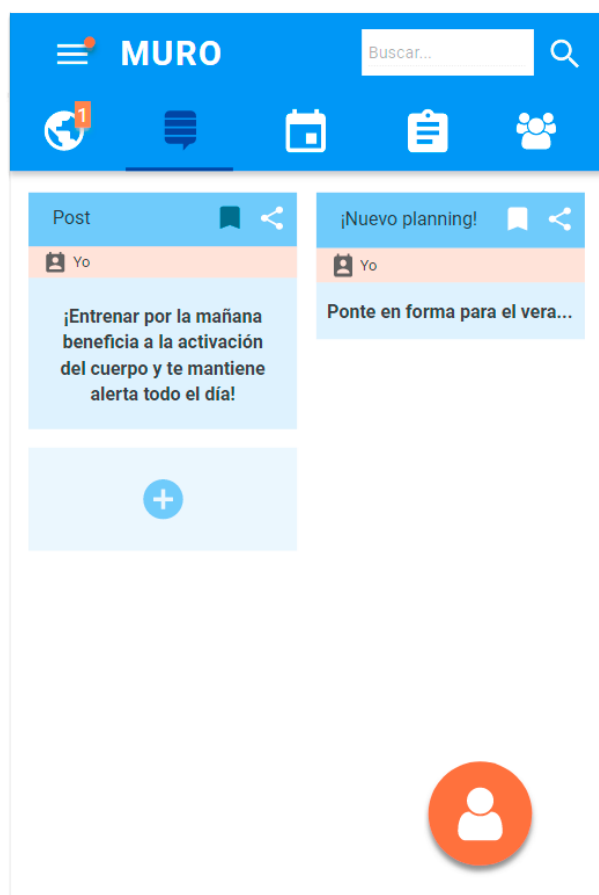 MURO
Buscar...
1
Post
Yo
¡Entrenar por la mañana
beneficia a la activación
del cuerpo y te mantiene
alerta todo el día!
¡Nuevo planning!
Yo
Ponte en forma para el vera...